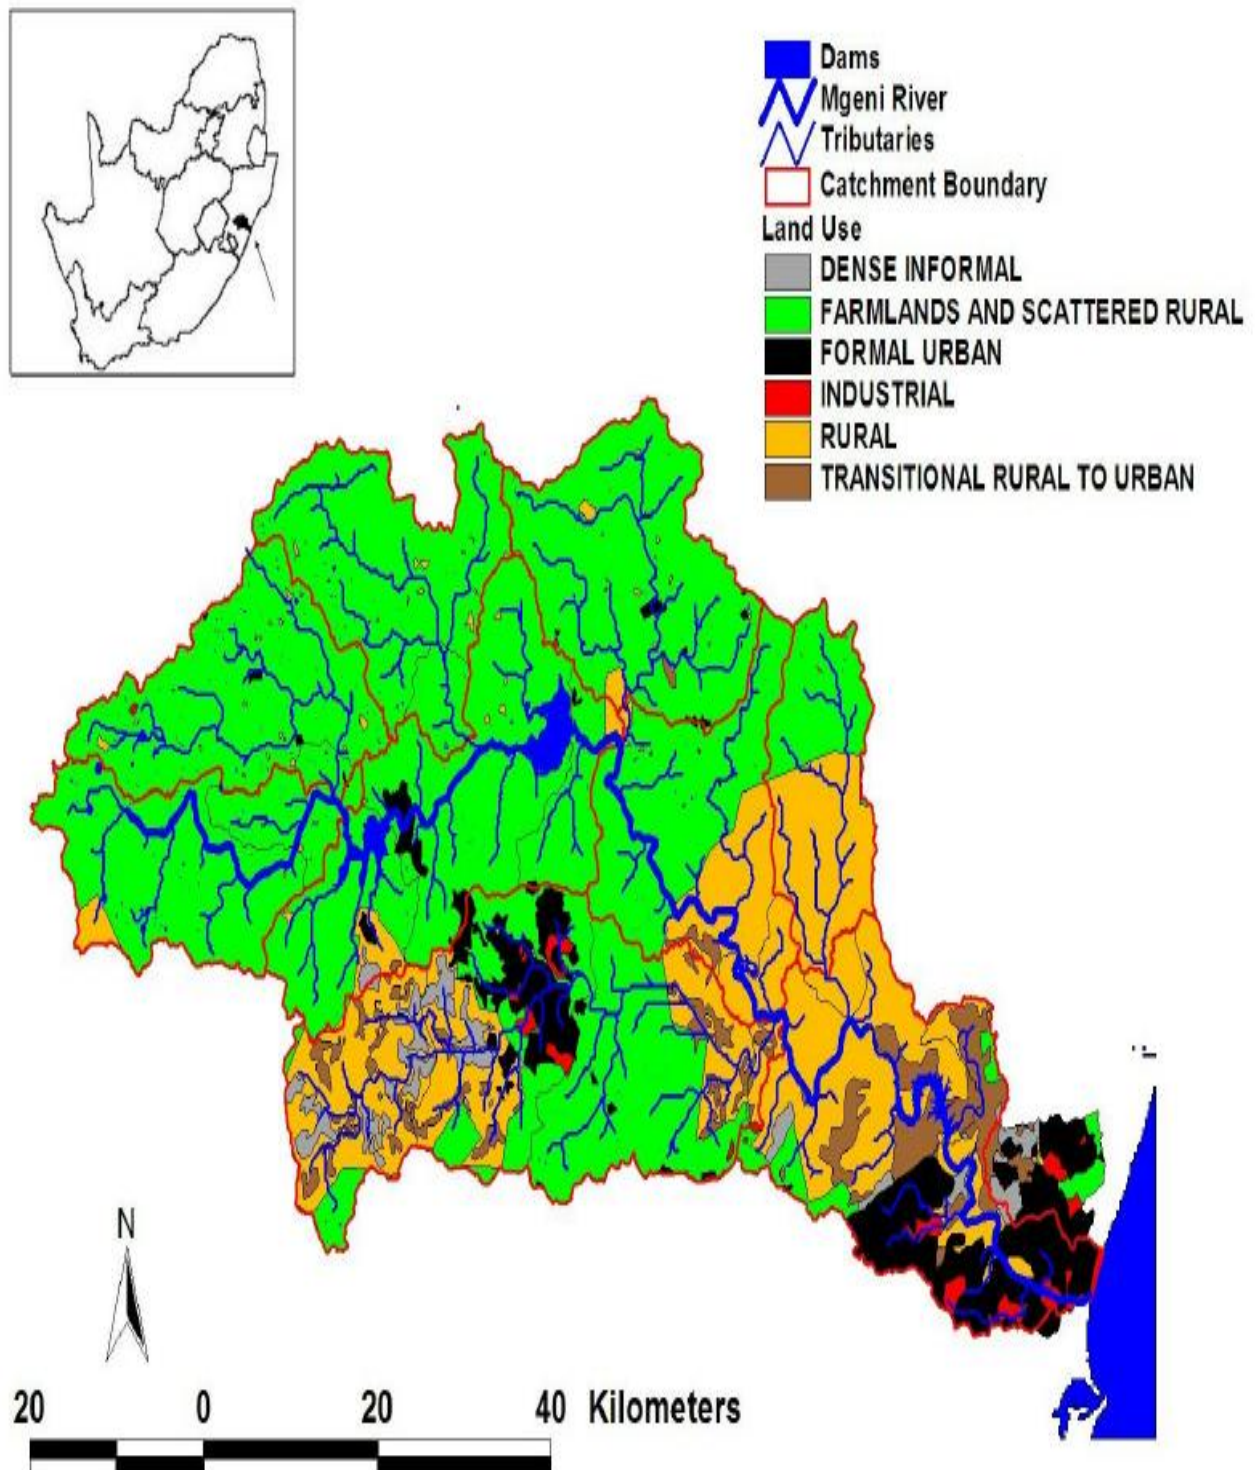 Dams
Mgeni River
Tributaries
Catchment Boundary
Land Use
DENSE INFORMAL
FARMLANDS AND SCATTERED RURAL
FORMAL URBAN
INDUSTRIAL
RURAL
TRANSITIONAL RURAL TO URBAN
N
20 0 20 40 Kilometers